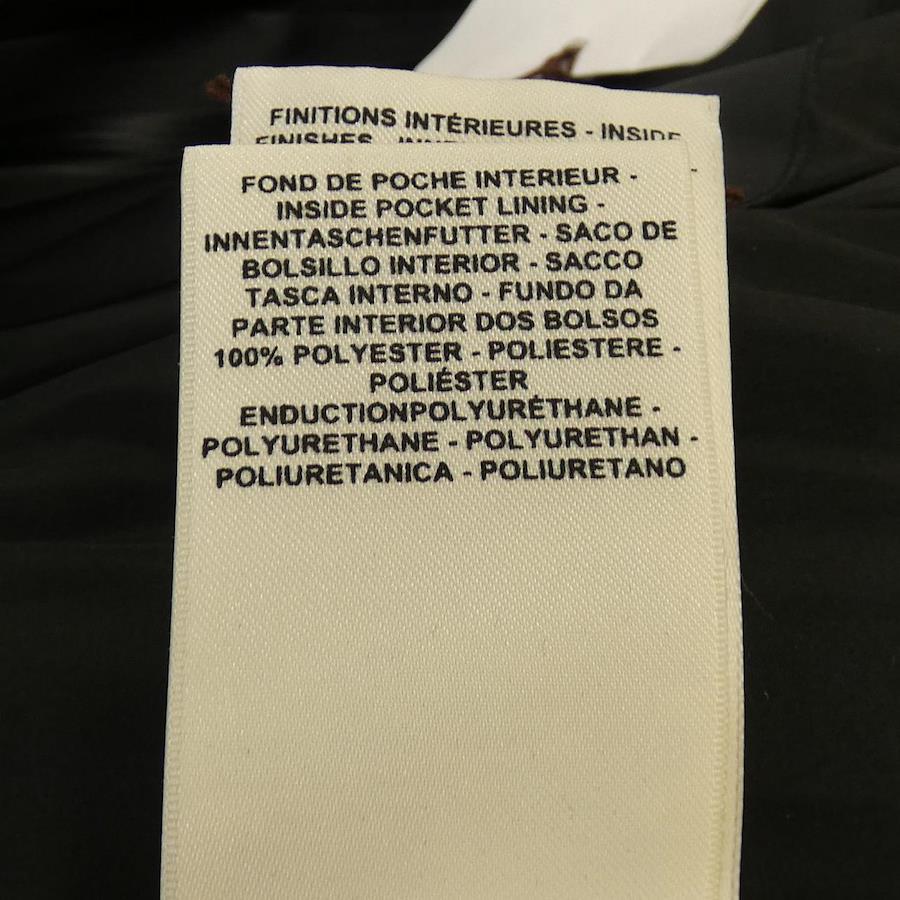 FINITIONS INTÉRIEURES - INSIDE
FINISHES -
FOND DE POCHE INTERIEUR -
INSIDE POCKET LINING -
INNENTASCHENFUTTER - SACO DE
BOLSILLO INTERIOR - SACCO
TASCA INTERNO - FUNDO DA
PARTE INTERIOR DOS BOLSOS
100% POLYESTER - POLIESTERE -
POLIÉSTER
ENDUCTIONPOLYURÉTHANE -
POLYURETHANE - POLYURETHAN -
POLIURETANICA - POLIURETANO